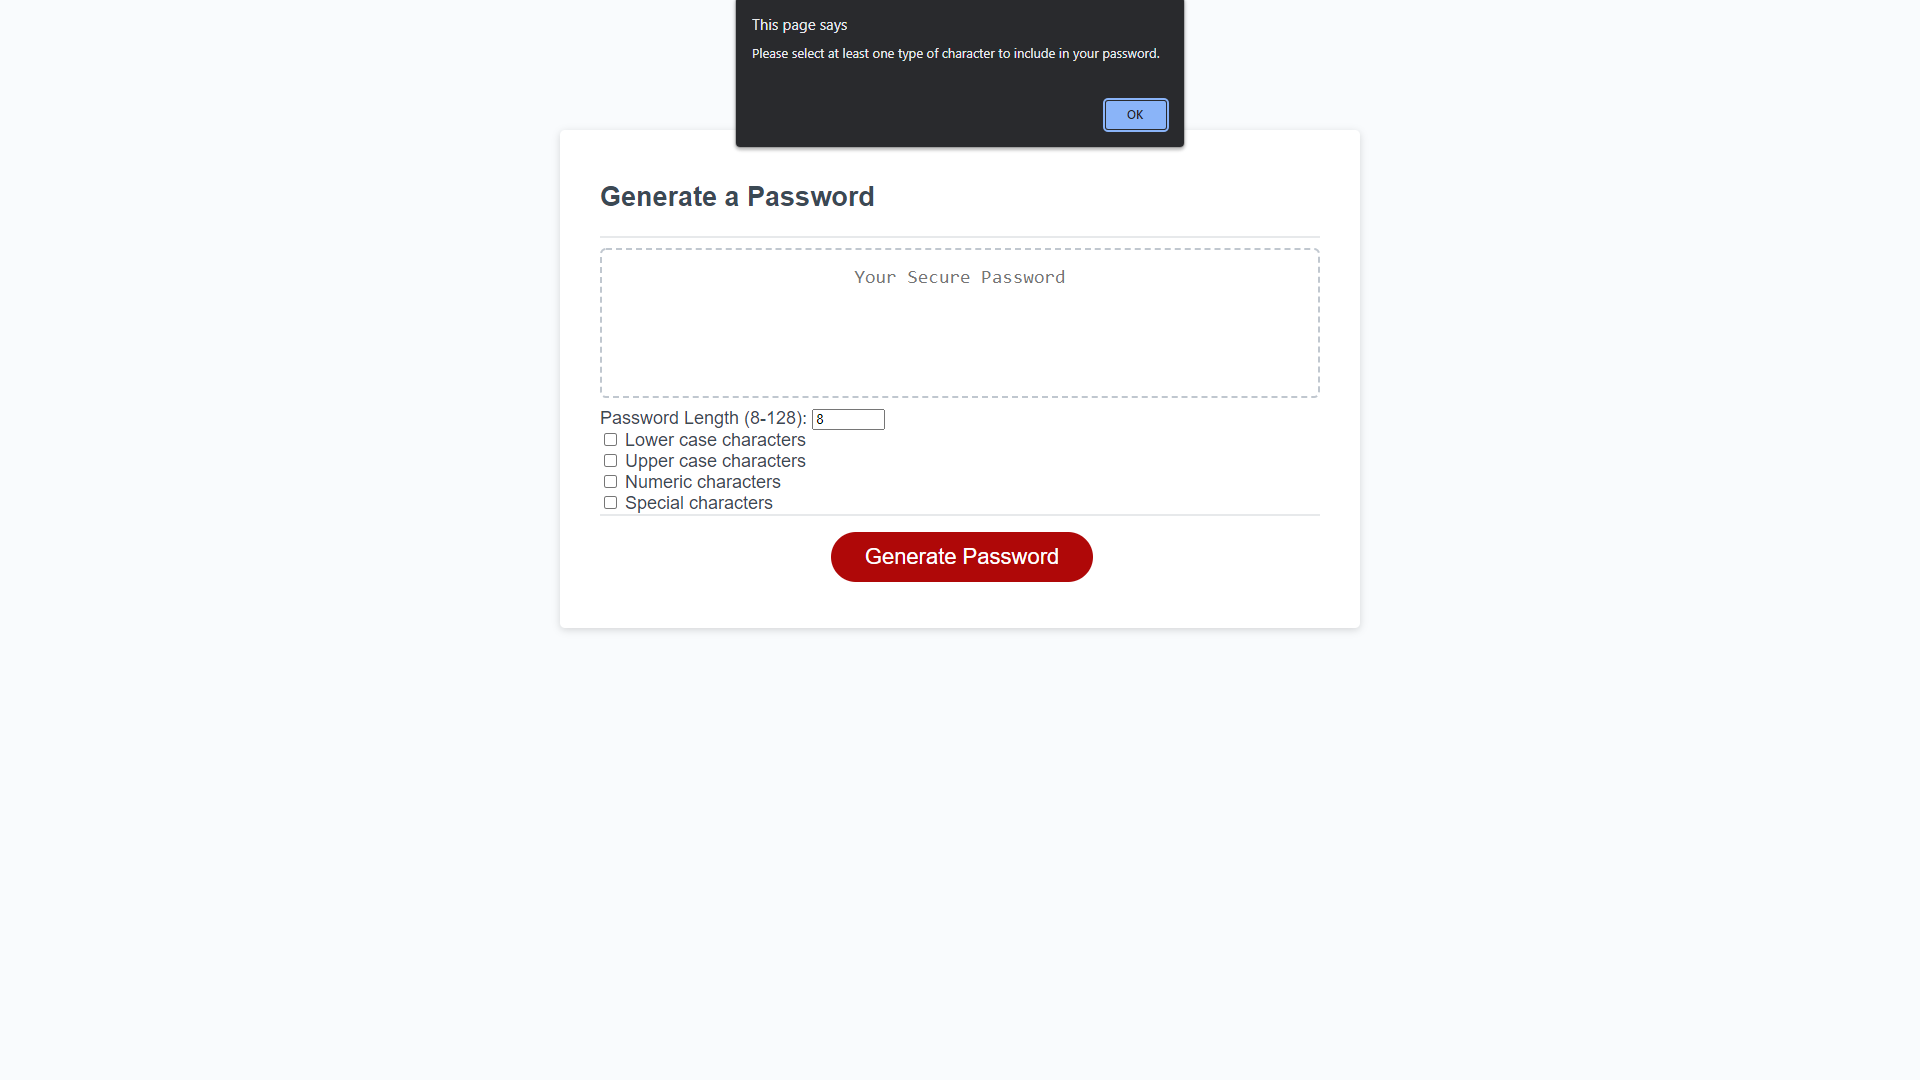 This page says
Please select at least one type of character to include in your password.
OK
Generate a Password
Your Secure Password
Password Length (8-128): 8
Lower case characters
Upper case characters
Numeric characters
Special characters
Generate Password